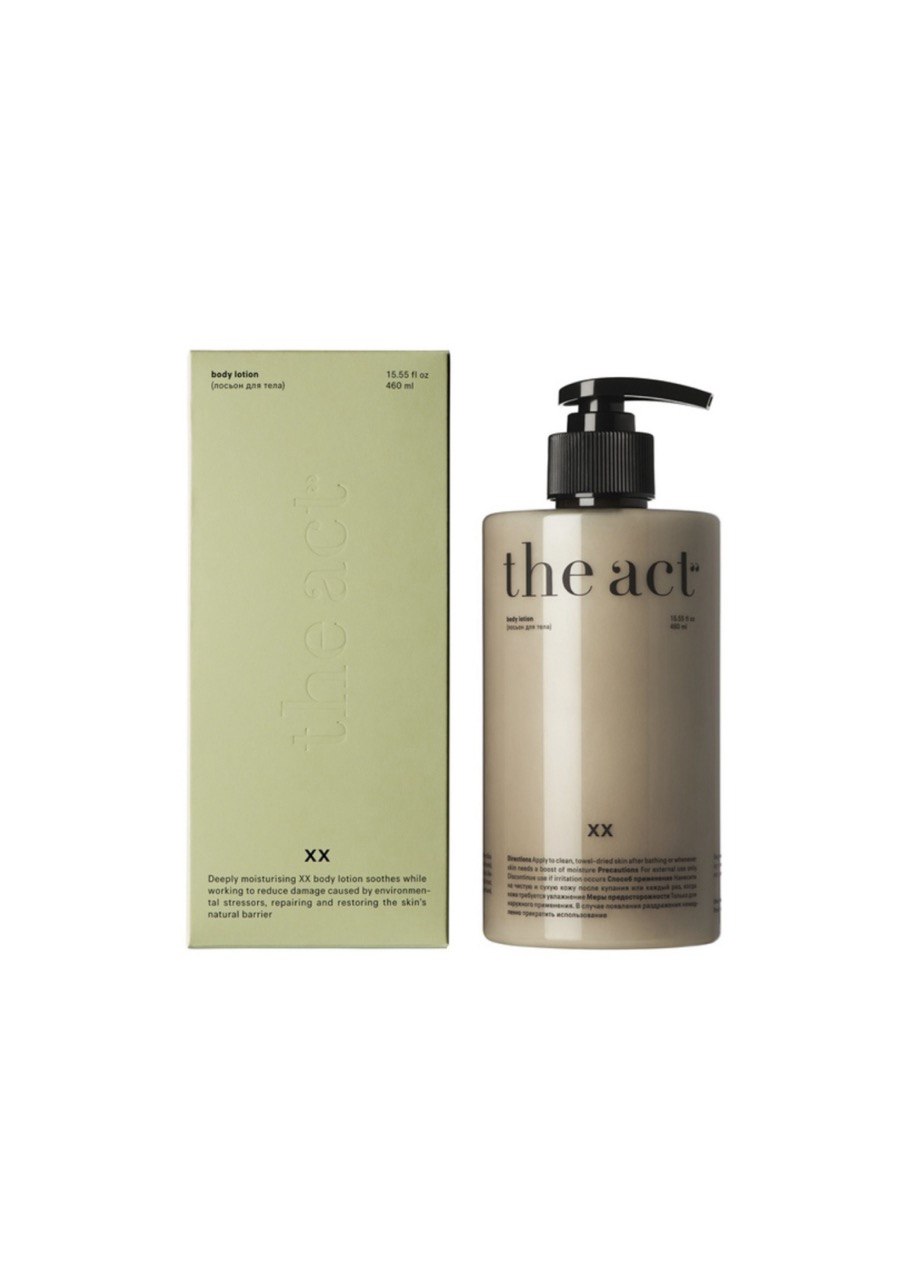 body lotion
(лосьон для тела)
15.55 fl oz
460 ml
the act
XX
Deeply moisturising XX body lotion soothes while
working to reduce damage caused by environmen-
tal stressors, repairing and restoring the skin's
natural barrier
the act
body lotion
(лосьон для тела)
15.55 fl oz
460 ml
XX
Directions Apply to clean, towel-dried skin after bathing or whenever
skin needs a boost of moisture Precautions For external use only
Discontinue use if irritation occurs Способ применения Нанесите
на чистую и сухую кожу после купания или каждый раз, когда
кожа требуется увлажнение Меры предосторожности Только для
наружного применения. В случае появления раздражения
прекратить использование